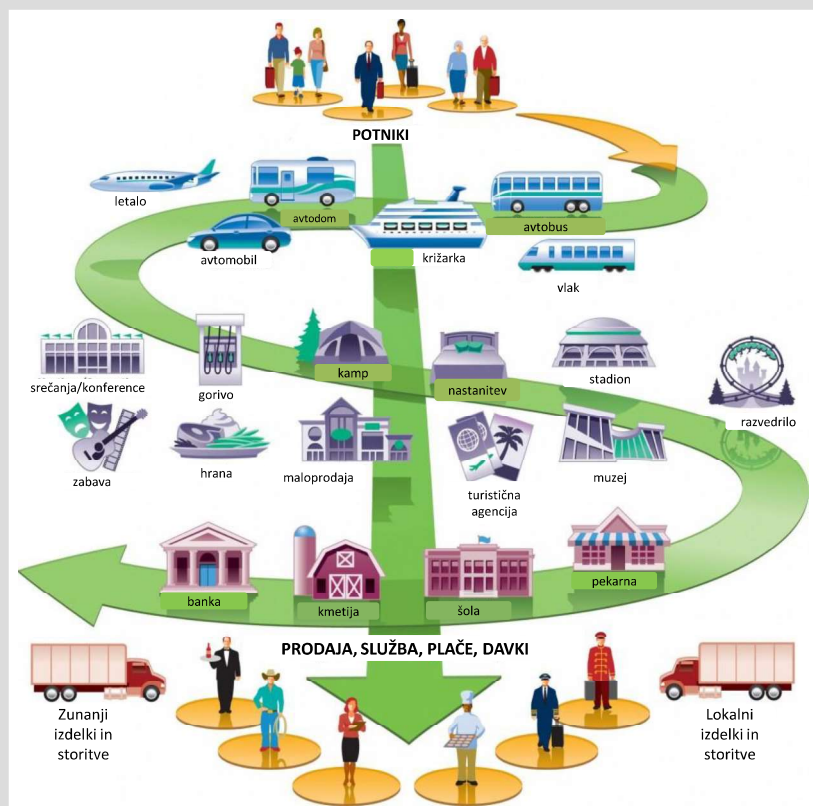 POTNIKI
letalo
avtodom
avtobus
avtomobil
križarka
vlak
srečanja/konference
gorivo
kamp
nastanitev
stadion
razvedrilo
zabava
hrana
maloprodaja
turistična
agencija
muzej
banka
kmetija
šola
pekarna
PRODAJA, SLUŽBA, PLAČE, DAVKI
Zunanji
izdelki in
storitve
Lokalni
izdelki in
storitve